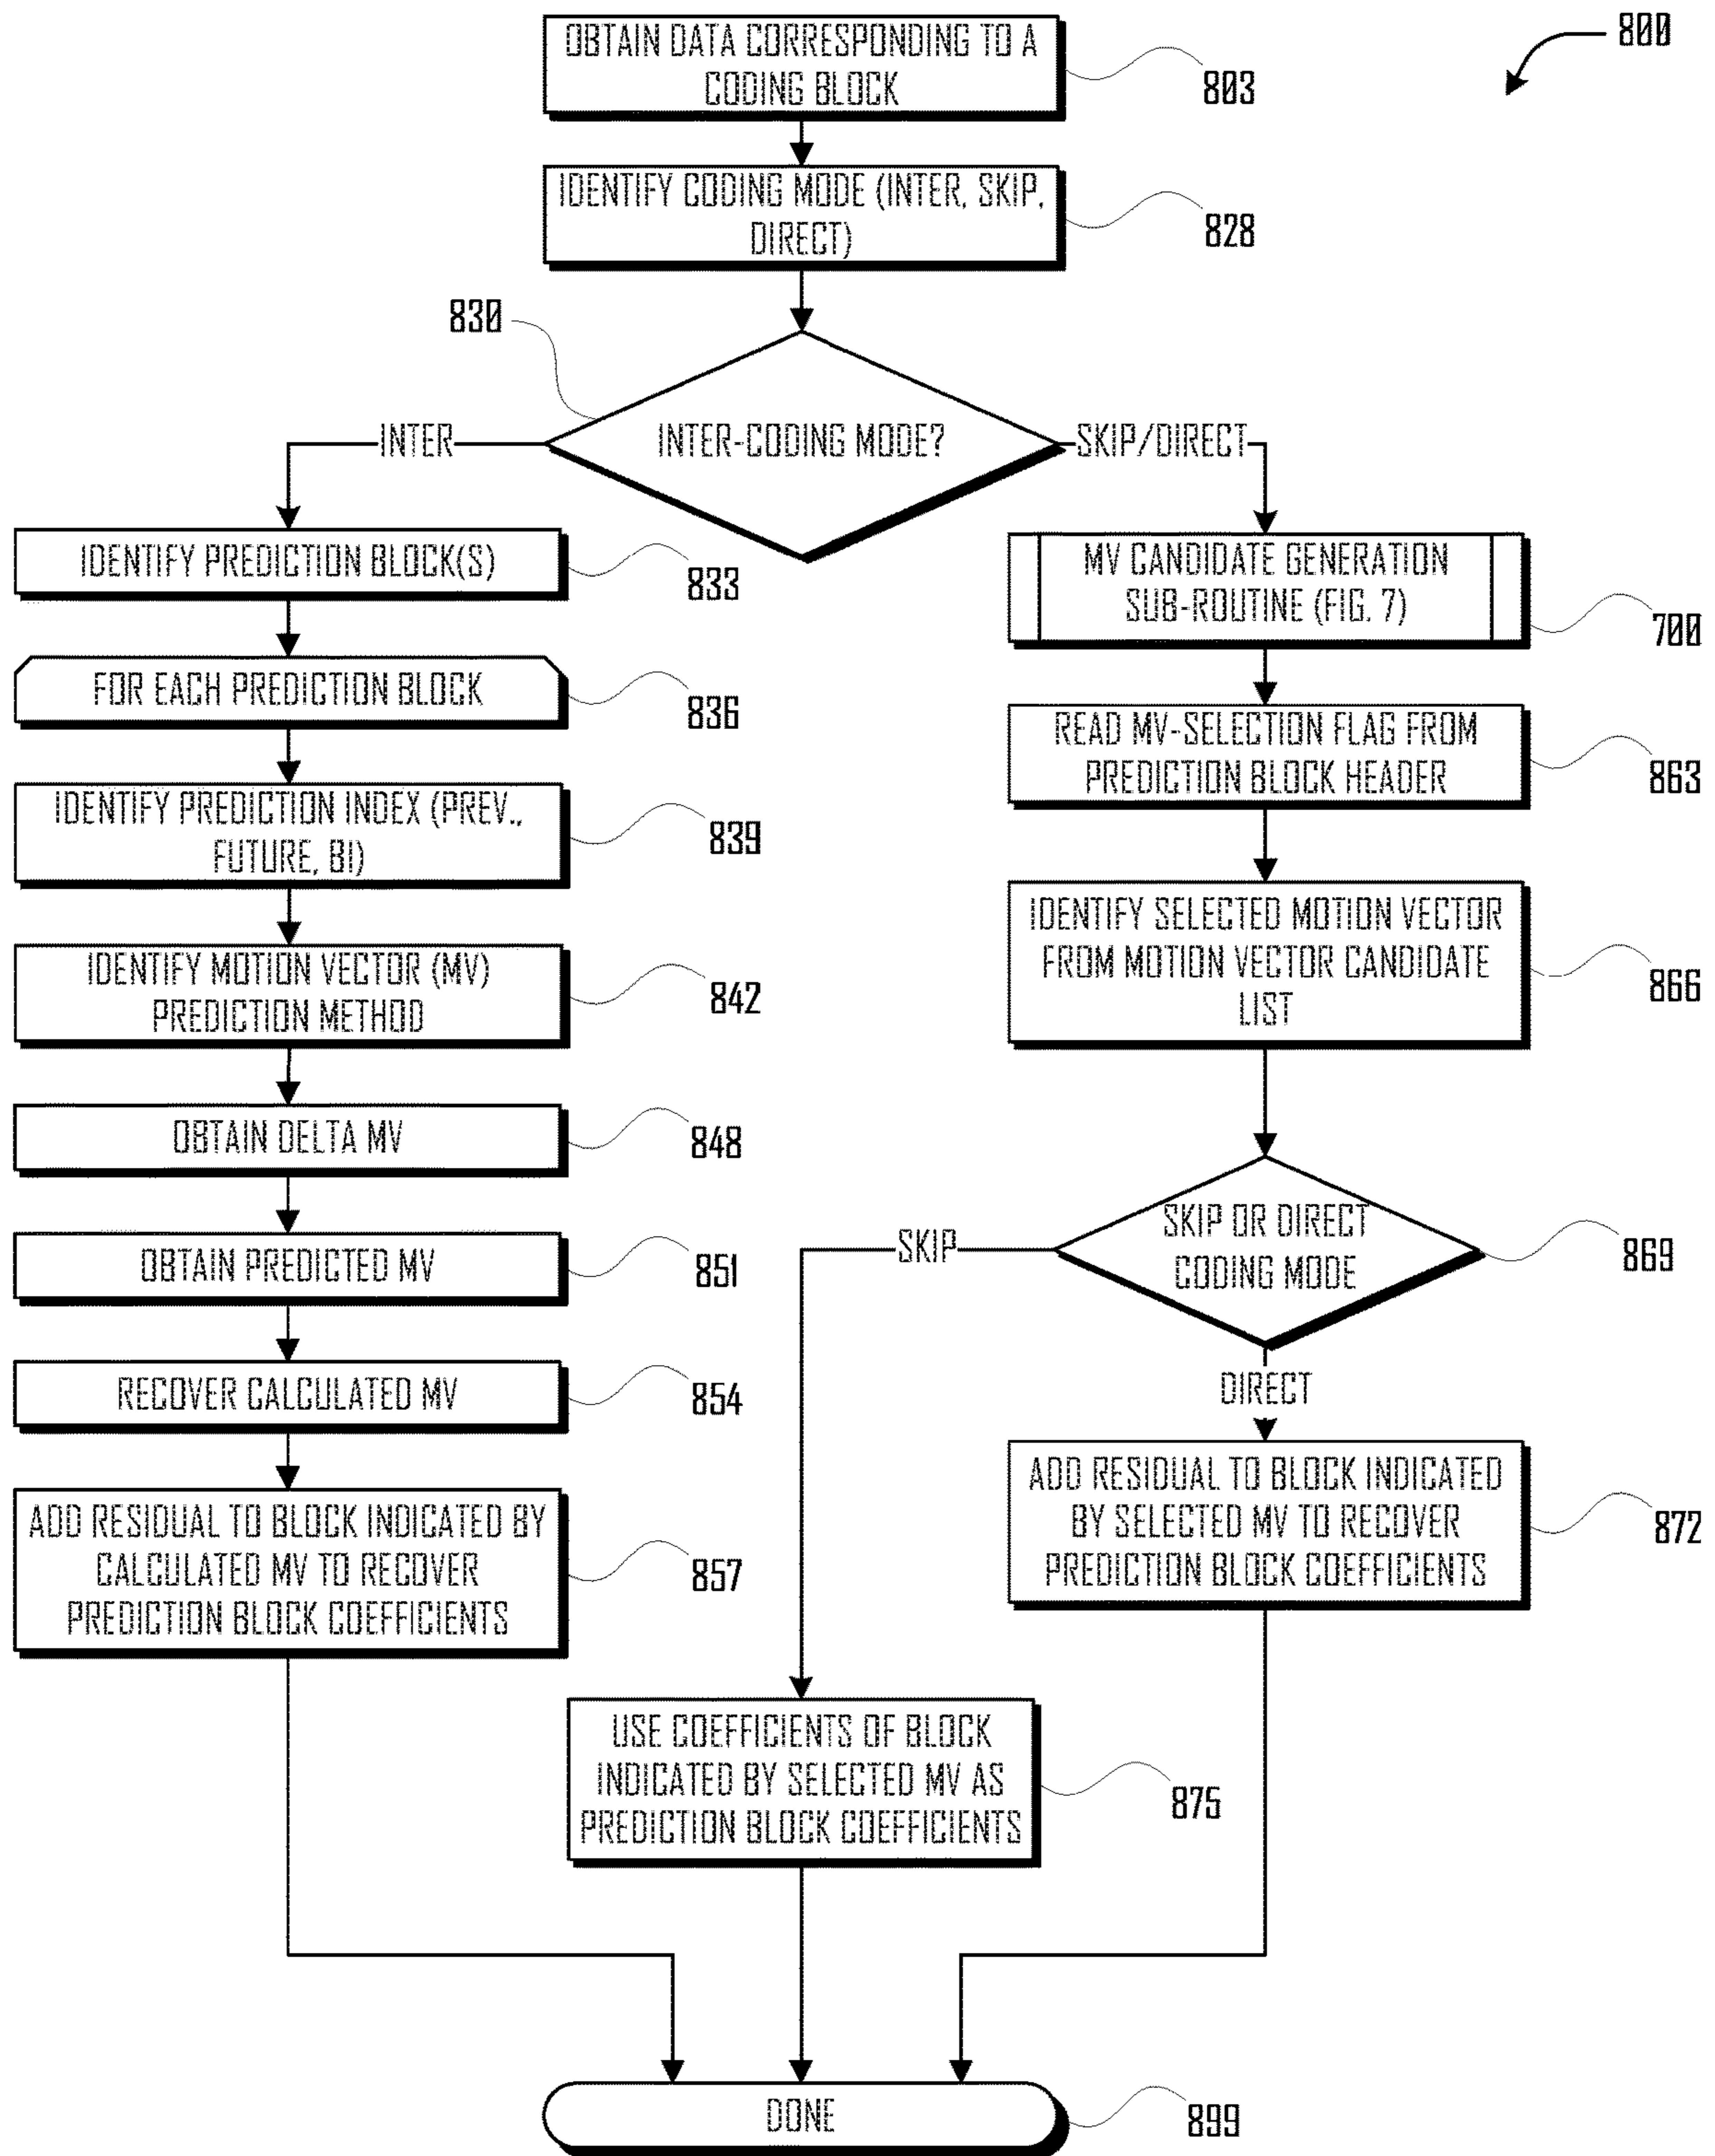 800
OBTAIN DATA CORRESPONDING TO A
CODING BLOCK
803
IDENTIFY CODING MODE (INTER, SKIP,
DIRECT)
828
830
INTER-CODING MODE?
INTER
SKIP/DIRECT
IDENTIFY PREDICTION BLOCK(S)
833
FOR EACH PREDICTION BLOCK
836
IDENTIFY PREDICTION INDEX (PREV.,
FUTURE, BI)
839
IDENTIFY MOTION VECTOR (MV)
PREDICTION METHOD
842
OBTAIN DELTA MV
848
OBTAIN PREDICTED MV
851
RECOVER CALCULATED MV
854
ADD RESIDUAL TO BLOCK INDICATED BY
CALCULATED MV TO RECOVER
PREDICTION BLOCK COEFFICIENTS
857
MV CANDIDATE GENERATION
SUB-ROUTINE (FIG. 7)
700
READ MV-SELECTION FLAG FROM
PREDICTION BLOCK HEADER
863
IDENTIFY SELECTED MOTION VECTOR
FROM MOTION VECTOR CANDIDATE
LIST
866
SKIP OR DIRECT
CODING MODE
869
SKIP
DIRECT
ADD RESIDUAL TO BLOCK INDICATED
BY SELECTED MV TO RECOVER
PREDICTION BLOCK COEFFICIENTS
872
USE COEFFICIENTS OF BLOCK
INDICATED BY SELECTED MV AS
PREDICTION BLOCK COEFFICIENTS
875
DONE
899